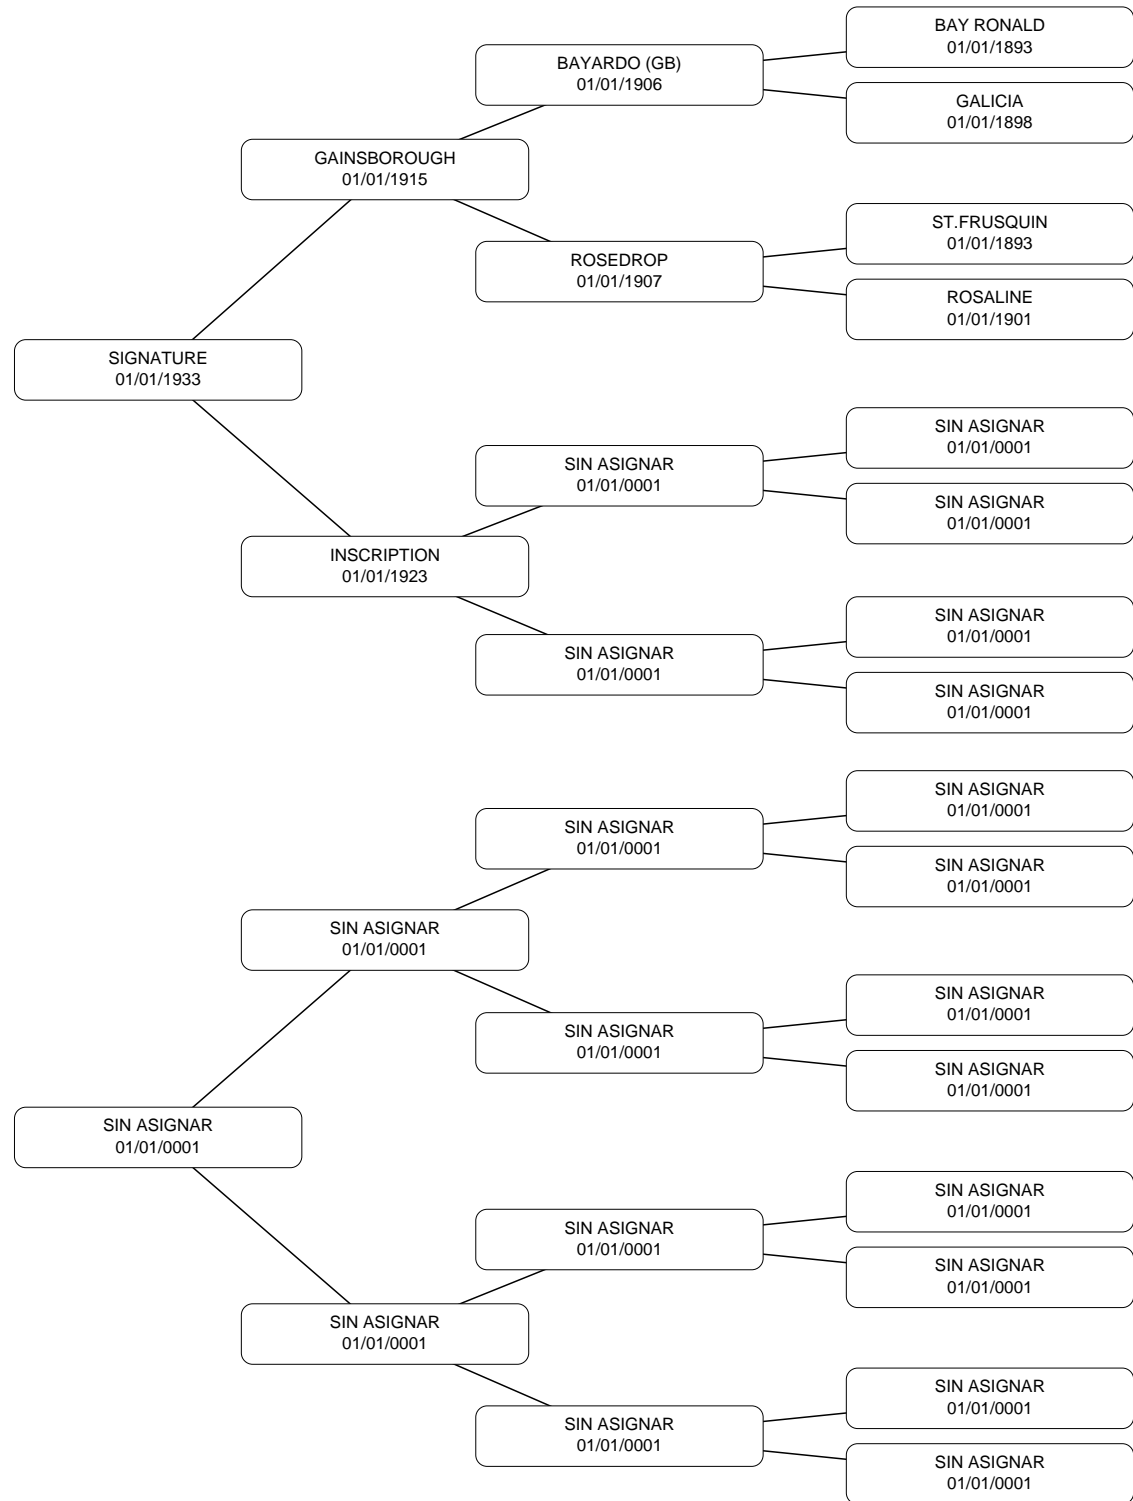 BAY RONALD
01/01/1893
BAYARDO (GB)
01/01/1906
GALICIA
01/01/1898
GAINSBOROUGH
01/01/1915
ST.FRUSQUIN
01/01/1893
ROSEDROP
01/01/1907
ROSALINE
01/01/1901
SIGNATURE
01/01/1933
SIN ASIGNAR
01/01/0001
SIN ASIGNAR
01/01/0001
SIN ASIGNAR
01/01/0001
INSCRIPTION
01/01/1923
SIN ASIGNAR
01/01/0001
SIN ASIGNAR
01/01/0001
SIN ASIGNAR
01/01/0001
SIN ASIGNAR
01/01/0001
SIN ASIGNAR
01/01/0001
SIN ASIGNAR
01/01/0001
SIN ASIGNAR
01/01/0001
SIN ASIGNAR
01/01/0001
SIN ASIGNAR
01/01/0001
SIN ASIGNAR
01/01/0001
SIN ASIGNAR
01/01/0001
SIN ASIGNAR
01/01/0001
SIN ASIGNAR
01/01/0001
SIN ASIGNAR
01/01/0001
SIN ASIGNAR
01/01/0001
SIN ASIGNAR
01/01/0001
SIN ASIGNAR
01/01/0001
SIN ASIGNAR
01/01/0001